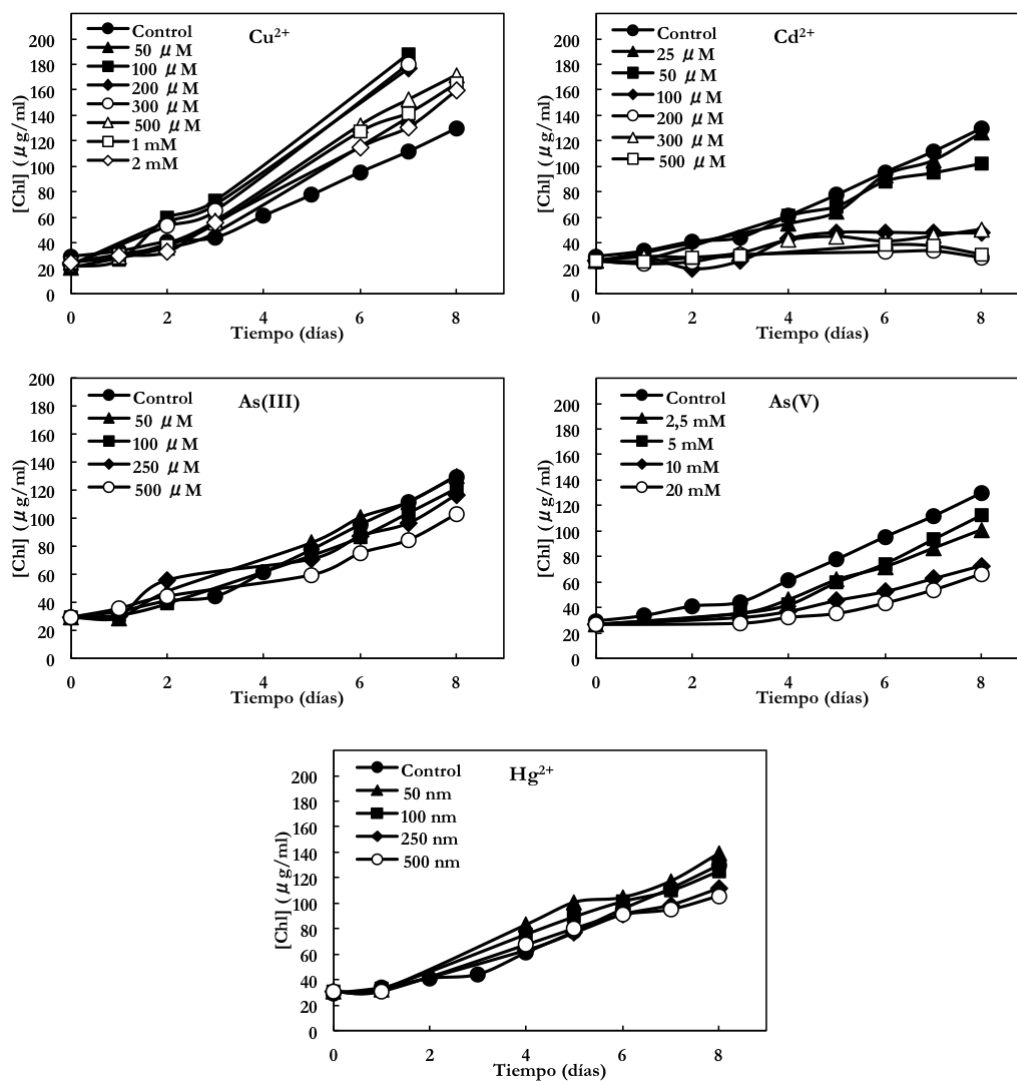 Cu²⁺
Control
50 μM
100 μM
200 μM
300 μM
500 μM
1 mM
2 mM
[Chl] (μg/ml)
200
180
160
140
120
100
80
60
40
20
0
0 2 4 6 8
Tiempo (días)
Cd²⁺
Control
25 μM
50 μM
100 μM
200 μM
300 μM
500 μM
[Chl] (μg/ml)
200
180
160
140
120
100
80
60
40
20
0
0 2 4 6 8
Tiempo (días)
As(III)
Control
50 μM
100 μM
250 μM
500 μM
[Chl] (μg/ml)
200
180
160
140
120
100
80
60
40
20
0
0 2 4 6 8
Tiempo (días)
As(V)
Control
2,5 mM
5 mM
10 mM
20 mM
[Chl] (μg/ml)
200
180
160
140
120
100
80
60
40
20
0
0 2 4 6 8
Tiempo (días)
Hg²⁺
Control
50 nm
100 nm
250 nm
500 nm
[Chl] (μg/ml)
200
180
160
140
120
100
80
60
40
20
0
0 2 4 6 8
Tiempo (días)